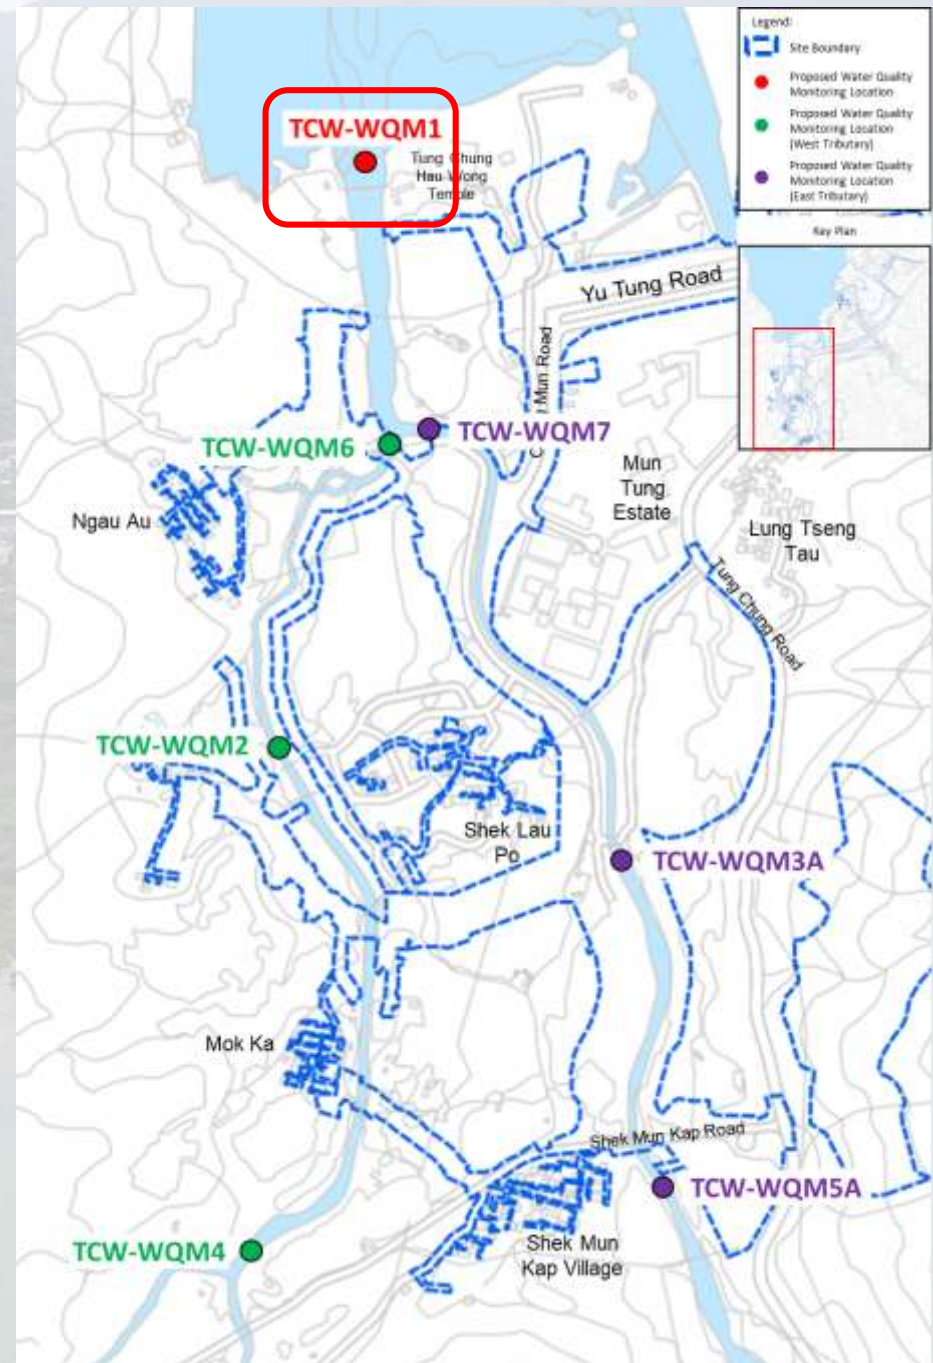 Legend:
Site Boundary
Proposed Water Quality
Monitoring Location
Proposed Water Quality
Monitoring Location
(West Tributary)
Proposed Water Quality
Monitoring Location
(East Tributary)
Key Plan
TCW-WQM1
Tung Chung
Hau Wong
Temple
Yu Tung Road
Mun Road
TCW-WQM6
TCW-WQM7
Mun
Tung
Estate
Ngau Au
Lung Tseng
Tau
Tung Chung Road
TCW-WQM2
Shek Lau
Po
TCW-WQM3A
Mok Ka
Shek Mun Kap Road
TCW-WQM5A
TCW-WQM4
Shek Mun
Kap Village